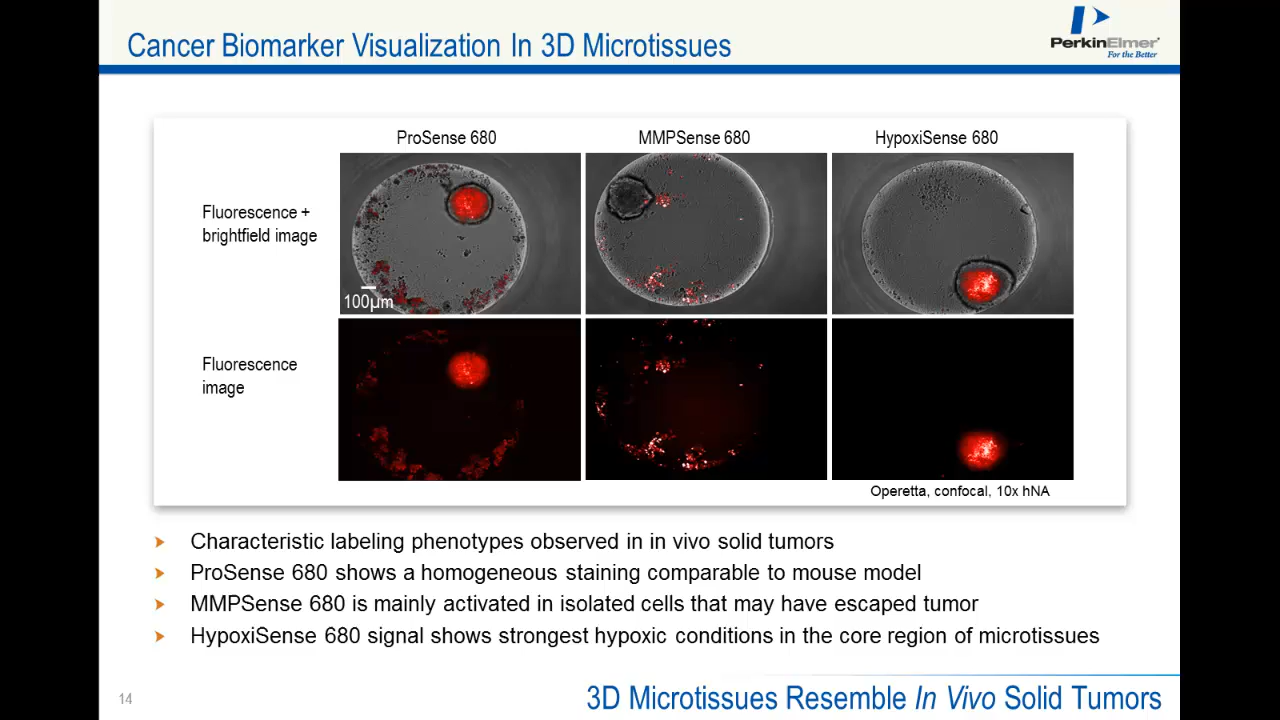 Cancer Biomarker Visualization In 3D Microtissues
PerkinElmer
For the Better
ProSense 680
MMPSense 680
HypoxiSense 680
Fluorescence +
brightfield image
100µm
Fluorescence
image
Operetta, confocal, 10x hNA
Characteristic labeling phenotypes observed in in vivo solid tumors
ProSense 680 shows a homogeneous staining comparable to mouse model
MMPSense 680 is mainly activated in isolated cells that may have escaped tumor
HypoxiSense 680 signal shows strongest hypoxic conditions in the core region of microtissues
14
3D Microtissues Resemble In Vivo Solid Tumors